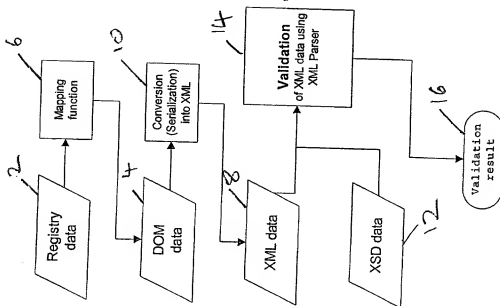 2
Registry
data
6
Mapping
function
4
DOM
data
10
Conversion
(Serialization)
into XML
8
XML data
12
XSD data
14
Validation
of XML data using
XML Parser
16
Validation
result